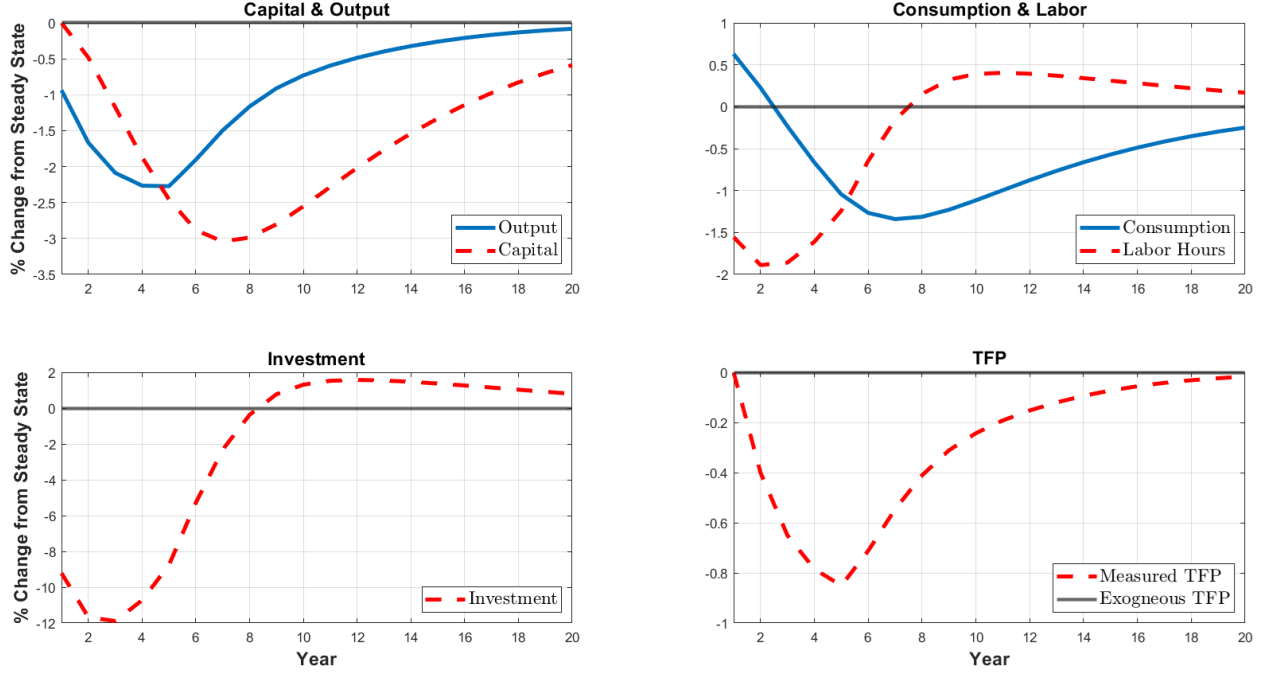 Capital & Output
% Change from Steady State
0
-0.5
-1
-1.5
-2
-2.5
-3
-3.5
Output
Capital
2 4 6 8 10 12 14 16 18 20
Consumption & Labor
1
0.5
0
-0.5
-1
-1.5
-2
Consumption
Labor Hours
2 4 6 8 10 12 14 16 18 20
Investment
% Change from Steady State
2
0
-2
-4
-6
-8
-10
-12
Investment
2 4 6 8 10 12 14 16 18 20
Year
TFP
0
-0.2
-0.4
-0.6
-0.8
-1
Measured TFP
Exogneous TFP
2 4 6 8 10 12 14 16 18 20
Year